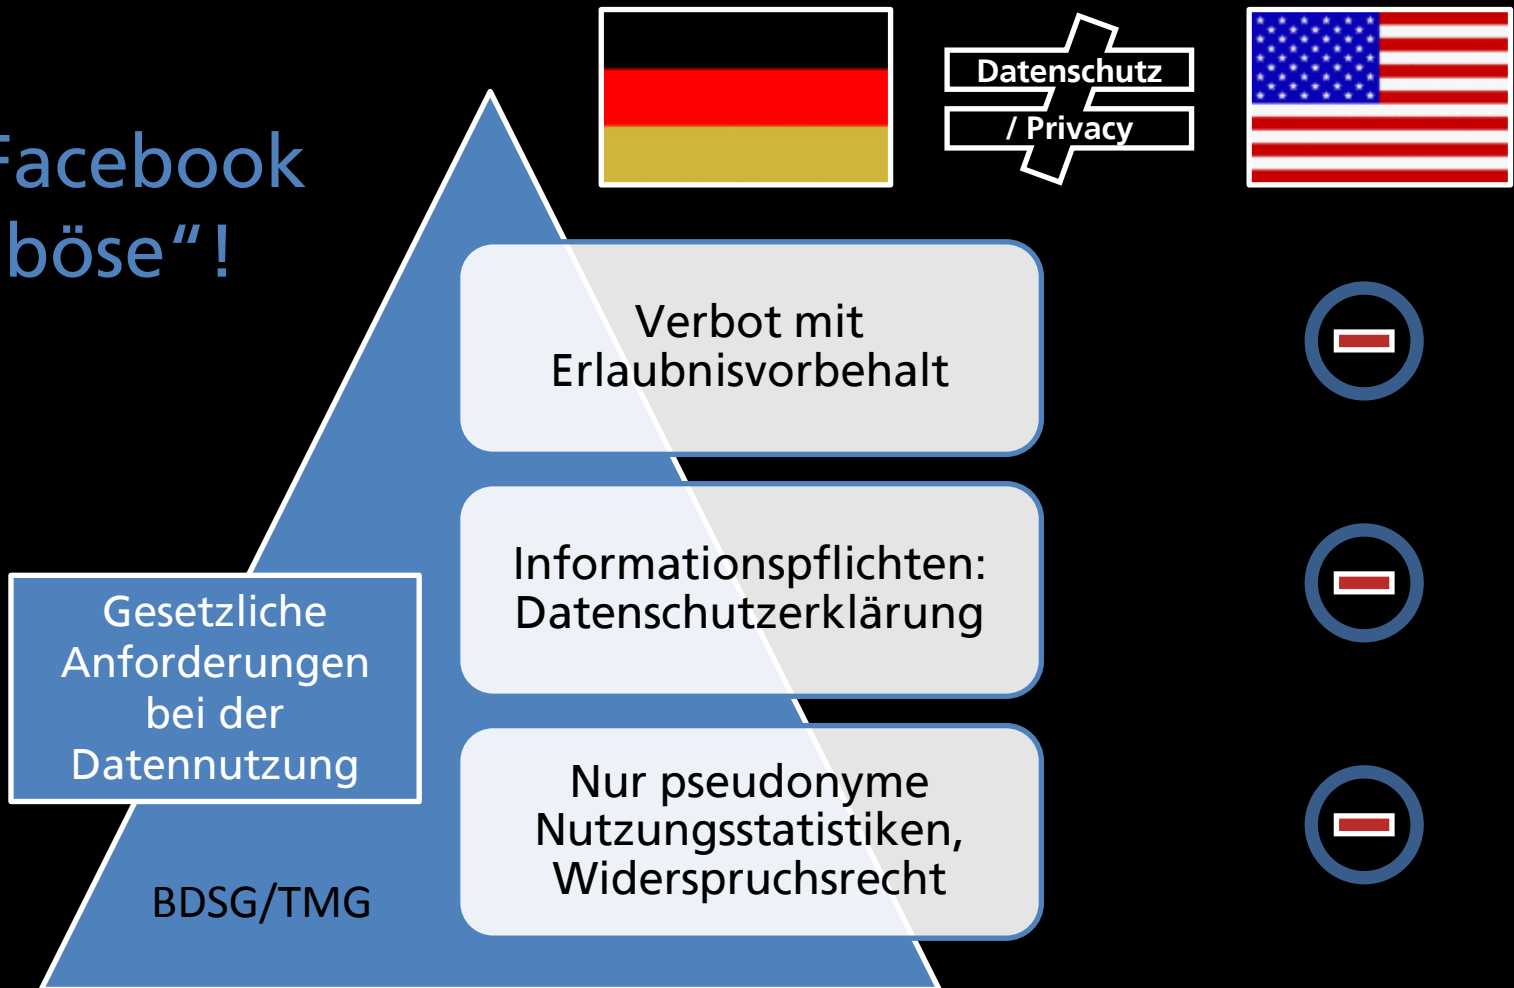 Facebook
böse“!
Datenschutz
/ Privacy
Verbot mit
Erlaubnisvorbehalt
Informationspflichten:
Datenschutzerklärung
Gesetzliche
Anforderungen
bei der
Datennutzung
Nur pseudonyme
Nutzungsstatistiken,
Widerspruchsrecht
BDSG/TMG